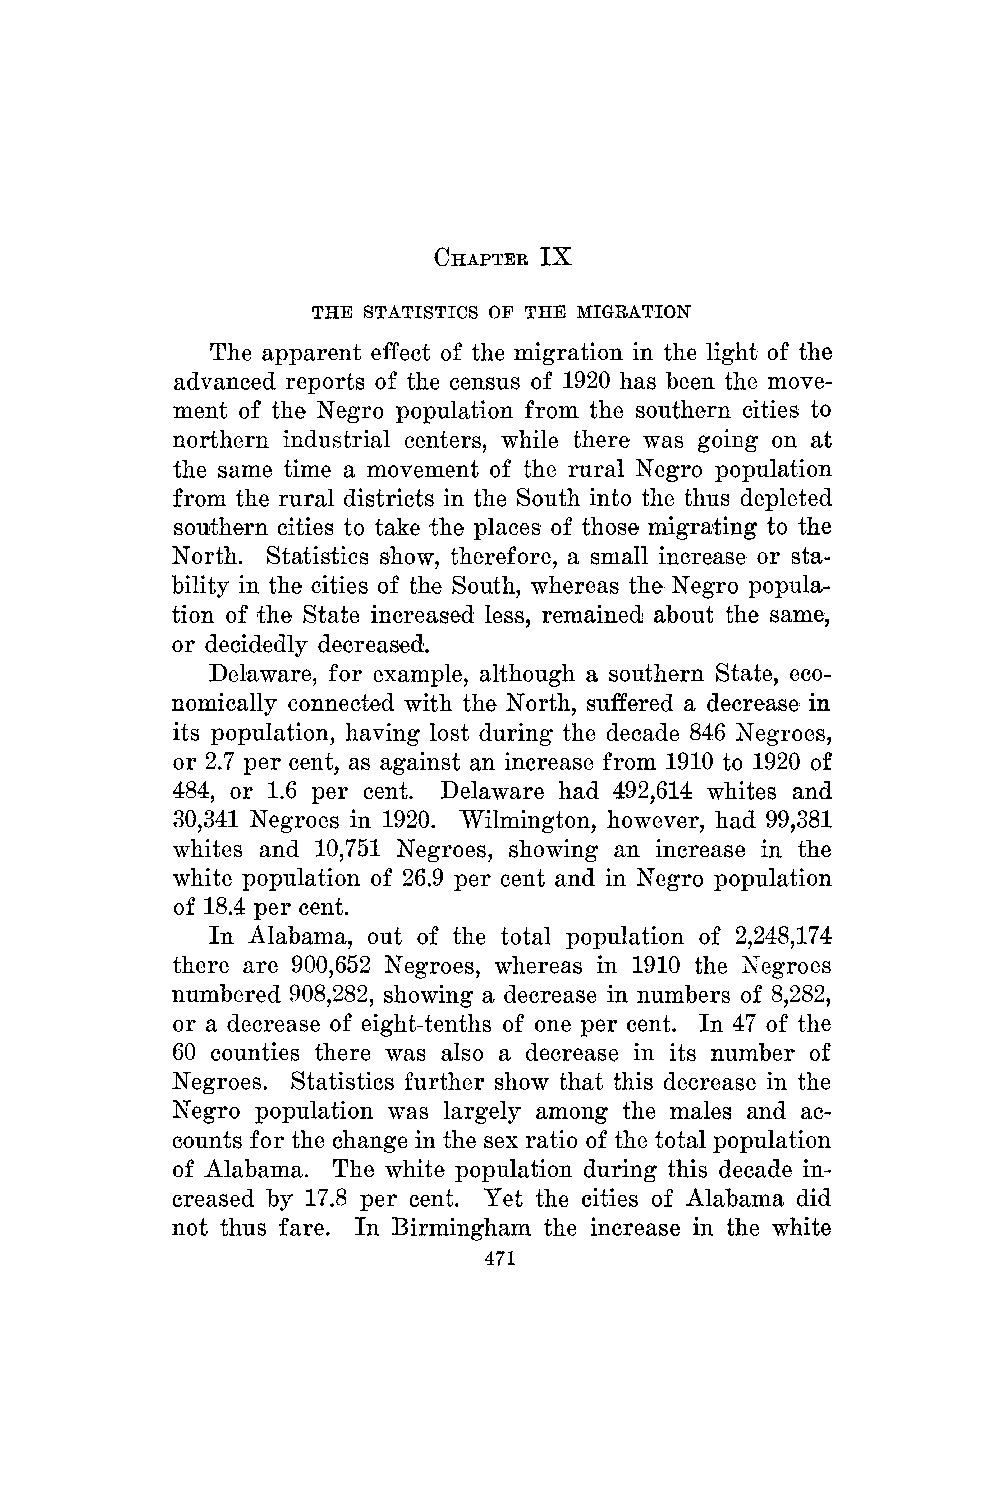 CHAPTER IX
THE STATISTICS OF THE MIGRATION
The apparent effect of the migration in the light of the
advanced reports of the census of 1920 has been the move-
ment of the Negro population from the southern cities to
northern industrial centers, while there was going on at
the same time a movement of the rural Negro population
from the rural districts in the South into the thus depleted
southern cities to take the places of those migrating to the
North. Statistics show, therefore, a small increase or sta-
bility in the cities of the South, whereas the Negro popula-
tion of the State increased less, remained about the same,
or decidedly decreased.
Delaware, for example, although a southern State, eco-
nomically connected with the North, suffered a decrease in
its population, having lost during the decade 846 Negroes,
or 2.7 per cent, as against an increase from 1910 to 1920 of
484, or 1.6 per cent. Delaware had 492,614 whites and
30,341 Negroes in 1920. Wilmington, however, had 99,381
whites and 10,751 Negroes, showing an increase in the
white population of 26.9 per cent and in Negro population
of 18.4 per cent.
In Alabama, out of the total population of 2,248,174
there are 900,652 Negroes, whereas in 1910 the Negroes
numbered 908,282, showing a decrease in numbers of 8,282,
or a decrease of eight-tenths of one per cent. In 47 of the
60 counties there was also a decrease in its number of
Negroes. Statistics further show that this decrease in the
Negro population was largely among the males and ac-
counts for the change in the sex ratio of the total population
of Alabama. The white population during this decade in-
creased by 17.8 per cent. Yet the cities of Alabama did
not thus fare. In Birmingham the increase in the white
471